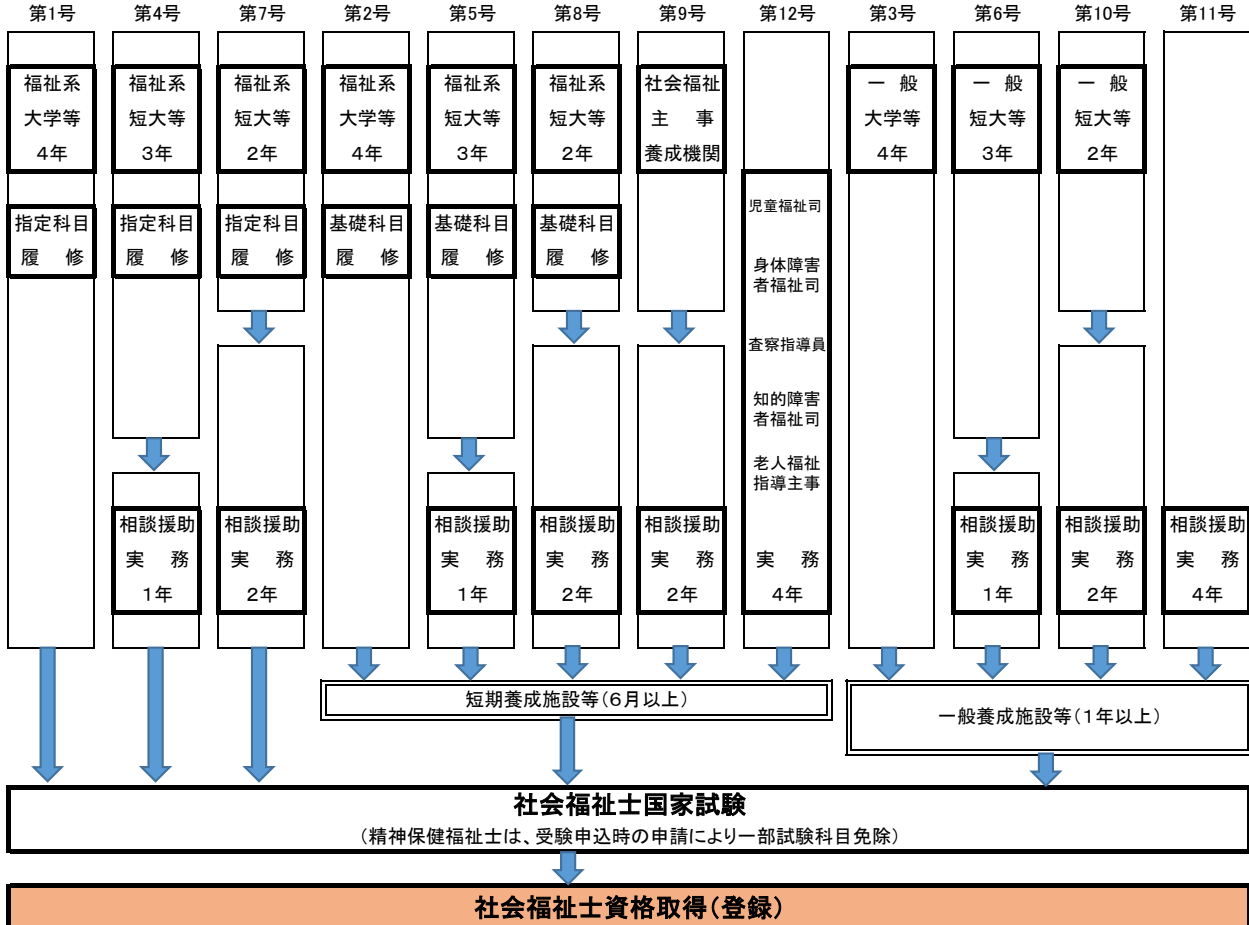 第1号 第4号 第7号 第2号 第5号 第8号 第9号 第12号 第3号 第6号 第10号 第11号
福祉系 福祉系 福祉系 福祉系 福祉系 福祉系 社会福祉 一 般 一 般 一 般
大学等 短大等 短大等 大学等 短大等 短大等 主 事 大学等 短大等 短大等
4年 3年 2年 4年 3年 2年 養成機関 4年 3年 2年
児童福祉司
指定科目 指定科目 指定科目 基礎科目 基礎科目 基礎科目
履 修 履 修 履 修 履 修 履 修 履 修
身体障害
者福祉司
査察指導員
知的障害
者福祉司
老人福祉
指導主事
相談援助 相談援助 相談援助 相談援助 相談援助 相談援助 相談援助 相談援助
実 務 実 務 実 務 実 務 実 務 実 務 実 務 実 務 実 務
1年 2年 1年 2年 2年 4年 1年 2年 4年
短期養成施設等(6月以上)
一般養成施設等(1年以上)
社会福祉士国家試験
(精神保健福祉士は、受験申込時の申請により一部試験科目免除)
社会福祉士資格取得(登録)